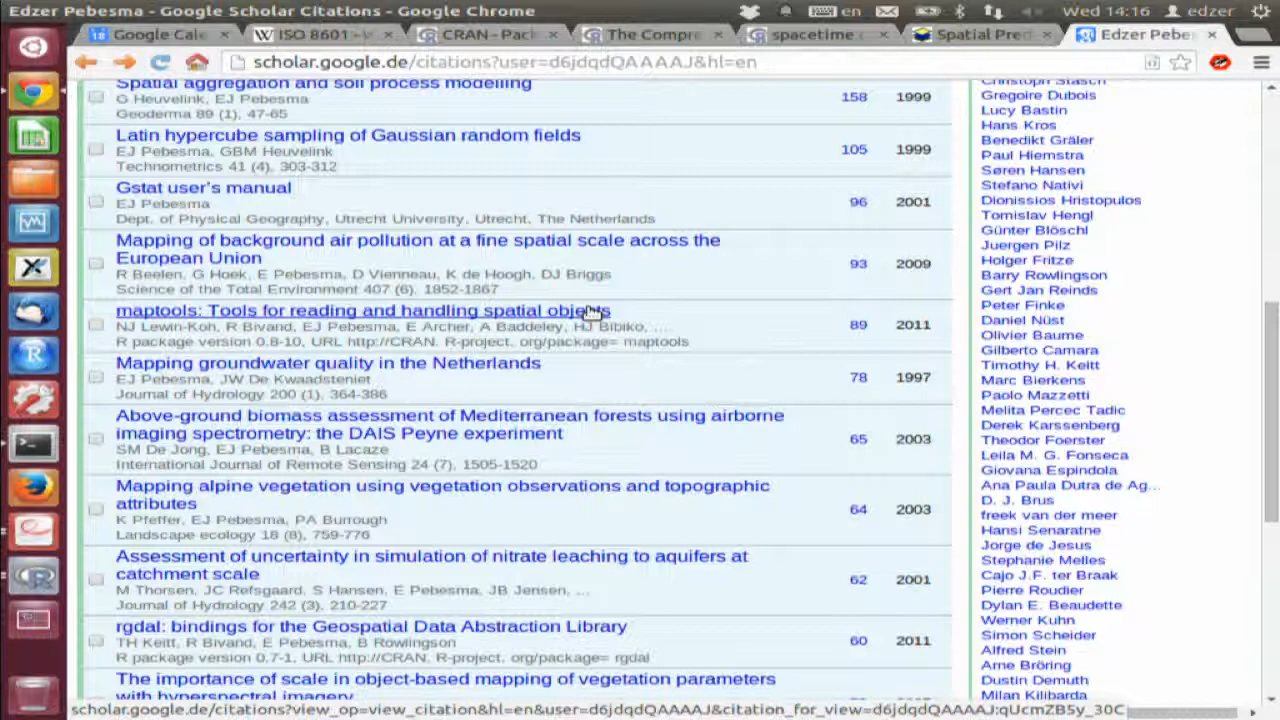 Edzer Pebesma - Google Scholar Citations - Google Chrome
en
Wed 14:16
edzer
Google Cale
ISO 8601 -
CRAN - Pac
The Compre
spacetime
Spatial Pred
Edzer Pebe
scholar.google.de/citations?user=d6jdqdQAAAAJ&hl=en
Spatial aggregation and soil process modelling
G Heuvelink, EJ Pebesma
Geoderma 89 (1), 47-65
158 1999
Latin hypercube sampling of Gaussian random fields
EJ Pebesma, GBM Heuvelink
Technometrics 41 (4), 303-312
105 1999
Gstat user's manual
EJ Pebesma
Dept. of Physical Geography, Utrecht University, Utrecht, The Netherlands
96 2001
Mapping of background air pollution at a fine spatial scale across the
European Union
R Beelen, G Hoek, E Pebesma, D Vienneau, K de Hoogh, DJ Briggs
Science of the Total Environment 407 (6), 1852-1867
93 2009
maptools: Tools for reading and handling spatial objects
NJ Lewin-Koh, R Bivand, EJ Pebesma, E Archer, A Baddeley, HJ Bibiko, ...
R package version 0.8-10, URL http://CRAN. R-project. org/package= maptools
89 2011
Mapping groundwater quality in the Netherlands
EJ Pebesma, JW De Kwaadsteniet
Journal of Hydrology 200 (1), 364-386
78 1997
Above-ground biomass assessment of Mediterranean forests using airborne
imaging spectrometry: the DAIS Peyne experiment
SM De Jong, EJ Pebesma, B Lacaze
International Journal of Remote Sensing 24 (7), 1505-1520
65 2003
Mapping alpine vegetation using vegetation observations and topographic
attributes
K Pfeffer, EJ Pebesma, PA Burrough
Landscape ecology 18 (8), 759-776
64 2003
Assessment of uncertainty in simulation of nitrate leaching to aquifers at
catchment scale
M Thorsen, JC Refsgaard, S Hansen, E Pebesma, JB Jensen, ...
Journal of Hydrology 242 (3), 210-227
62 2001
rgdal: bindings for the Geospatial Data Abstraction Library
TH Keitt, R Bivand, E Pebesma, B Rowlingson
R package version 0.7-1, URL http://CRAN. R-project. org/package= rgdal
60 2011
The importance of scale in object-based mapping of vegetation parameters
with hyperspectral imagery
Christoph Stasch
Gregoire Dubois
Lucy Bastin
Hans Kros
Benedikt Gräler
Paul Hiemstra
Søren Hansen
Stefano Nativi
Dionissios Hristopulos
Tomislav Hengl
Günter Blöschl
Juergen Pilz
Holger Fritze
Barry Rowlingson
Gert Jan Reinds
Peter Finke
Daniel Nüst
Olivier Baume
Gilberto Camara
Timothy H. Keitt
Marc Bierkens
Paolo Mazzetti
Melita Percec Tadic
Derek Karssenberg
Theodor Foerster
Leila M. G. Fonseca
Giovana Espindola
Ana Paula Dutra de Ag...
D. J. Brus
freek van der meer
Hansi Senaratne
Jorge de Jesus
Stephanie Melles
Cajo J.F. ter Braak
Pierre Roudier
Dylan E. Beaudette
Werner Kuhn
Simon Scheider
Alfred Stein
Arne Bröring
Dustin Demuth
Milan Kilibarda
scholar.google.de/citations?view_op=view_citation&hl=en&user=d6jdqdQAAAAJ&citation_for_view=d6jdqdQAAAAJ:qUcmZB5y_30C